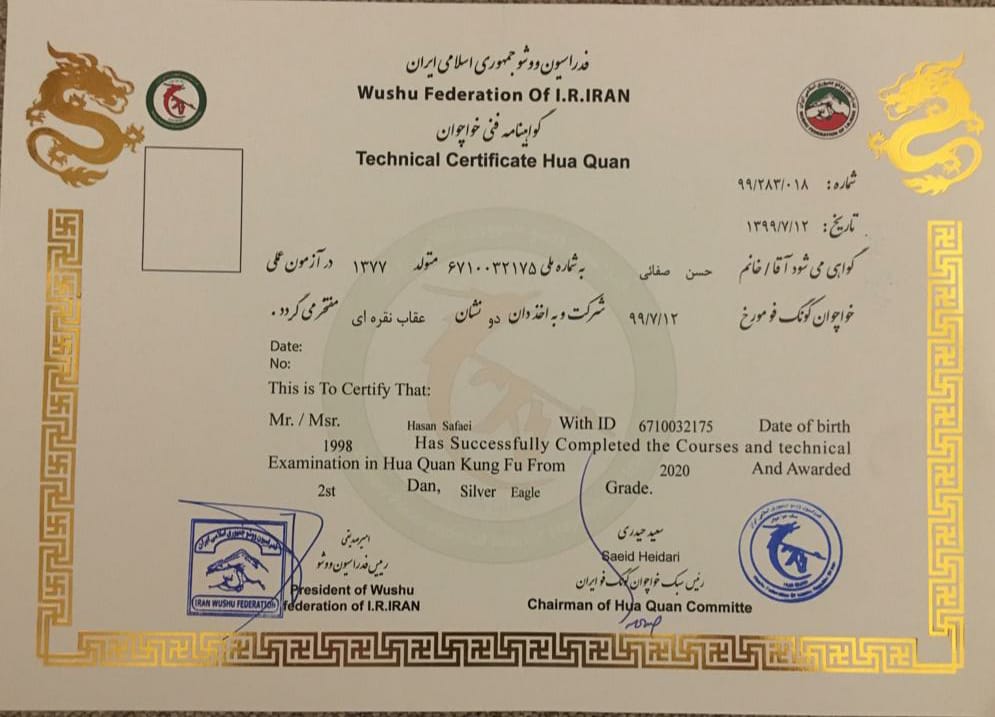 فدراسیون ووشو جمهوری اسلامی ایران
Wushu Federation Of I.R.IRAN
گواهینامه فنی خواچوان
Technical Certificate Hua Quan
شماره: ۹۹/۲۸۳/۰۱۸
تاریخ: ۱۳۹۹/۷/۱۲
گواهی می شود آقا / خانم حسن صفائی به شماره ملی ۶۷۱۰۰۳۲۱۷۵ متولد ۱۳۷۷ در آزمون عملی
خواچوان کونگ فو مورخ ۹۹/۷/۱۲ شرکت و به اخذ دان دو نشان عقاب نقره ای مفتخر می گردد.
Date:
No:
This is To Certify That:
Mr. / Msr. Hasan Safaei With ID 6710032175 Date of birth
1998 Has Successfully Completed the Courses and technical
Examination in Hua Quan Kung Fu From 2020 And Awarded
2st Dan, Silver Eagle Grade.
رئیس فدراسیون ووشو
President of Wushu
federation of I.R.IRAN
سعید حیدری
Saeid Heidari
رئیس سبک خواچوان کونگ فو ایران
Chairman of Hua Quan Committe
IRAN WUSHU FEDERATION